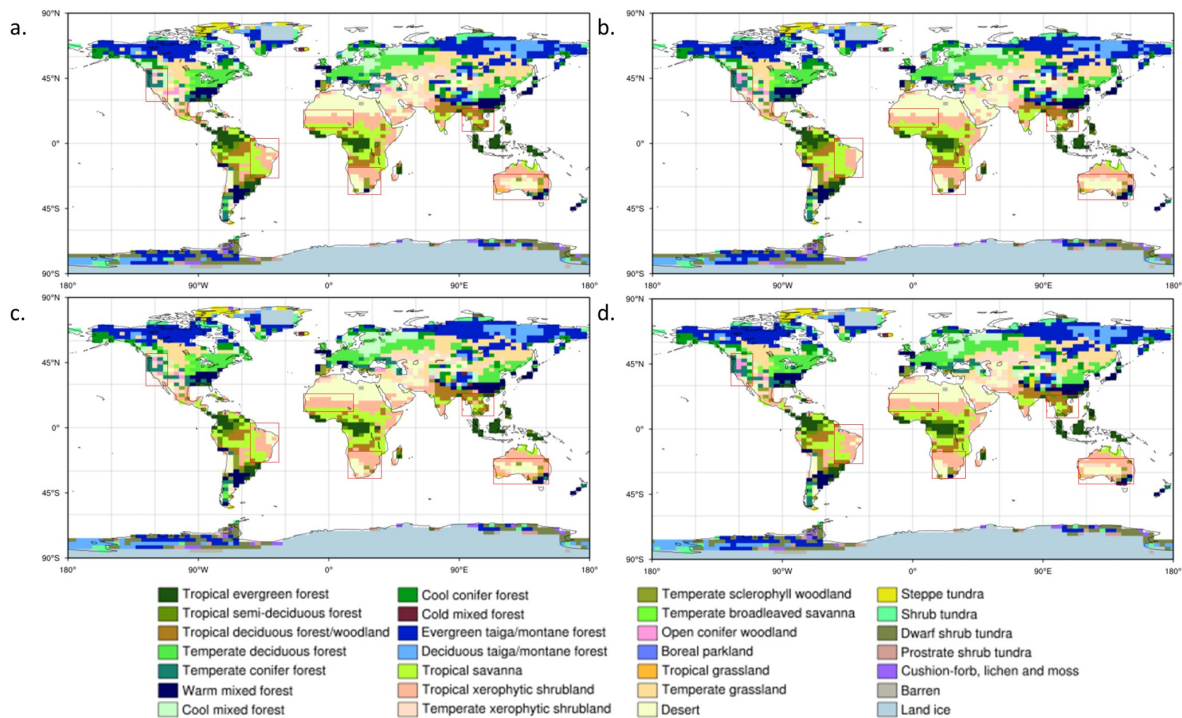 a.
b.
90°N
45°N
0°
45°S
90°S
180°
90°W
0°
90°E
180°
90°N
45°N
0°
45°S
90°S
180°
90°W
0°
90°E
180°
c.
d.
90°N
45°N
0°
45°S
90°S
180°
90°W
0°
90°E
180°
90°N
45°N
0°
45°S
90°S
180°
90°W
0°
90°E
180°
Tropical evergreen forest
Tropical semi-deciduous forest
Tropical deciduous forest/woodland
Temperate deciduous forest
Temperate conifer forest
Warm mixed forest
Cool mixed forest
Cool conifer forest
Cold mixed forest
Evergreen taiga/montane forest
Deciduous taiga/montane forest
Tropical savanna
Tropical xerophytic shrubland
Temperate xerophytic shrubland
Temperate sclerophyll woodland
Temperate broadleaved savanna
Open conifer woodland
Boreal parkland
Tropical grassland
Temperate grassland
Desert
Steppe tundra
Shrub tundra
Dwarf shrub tundra
Prostrate shrub tundra
Cushion-forb, lichen and moss
Barren
Land ice